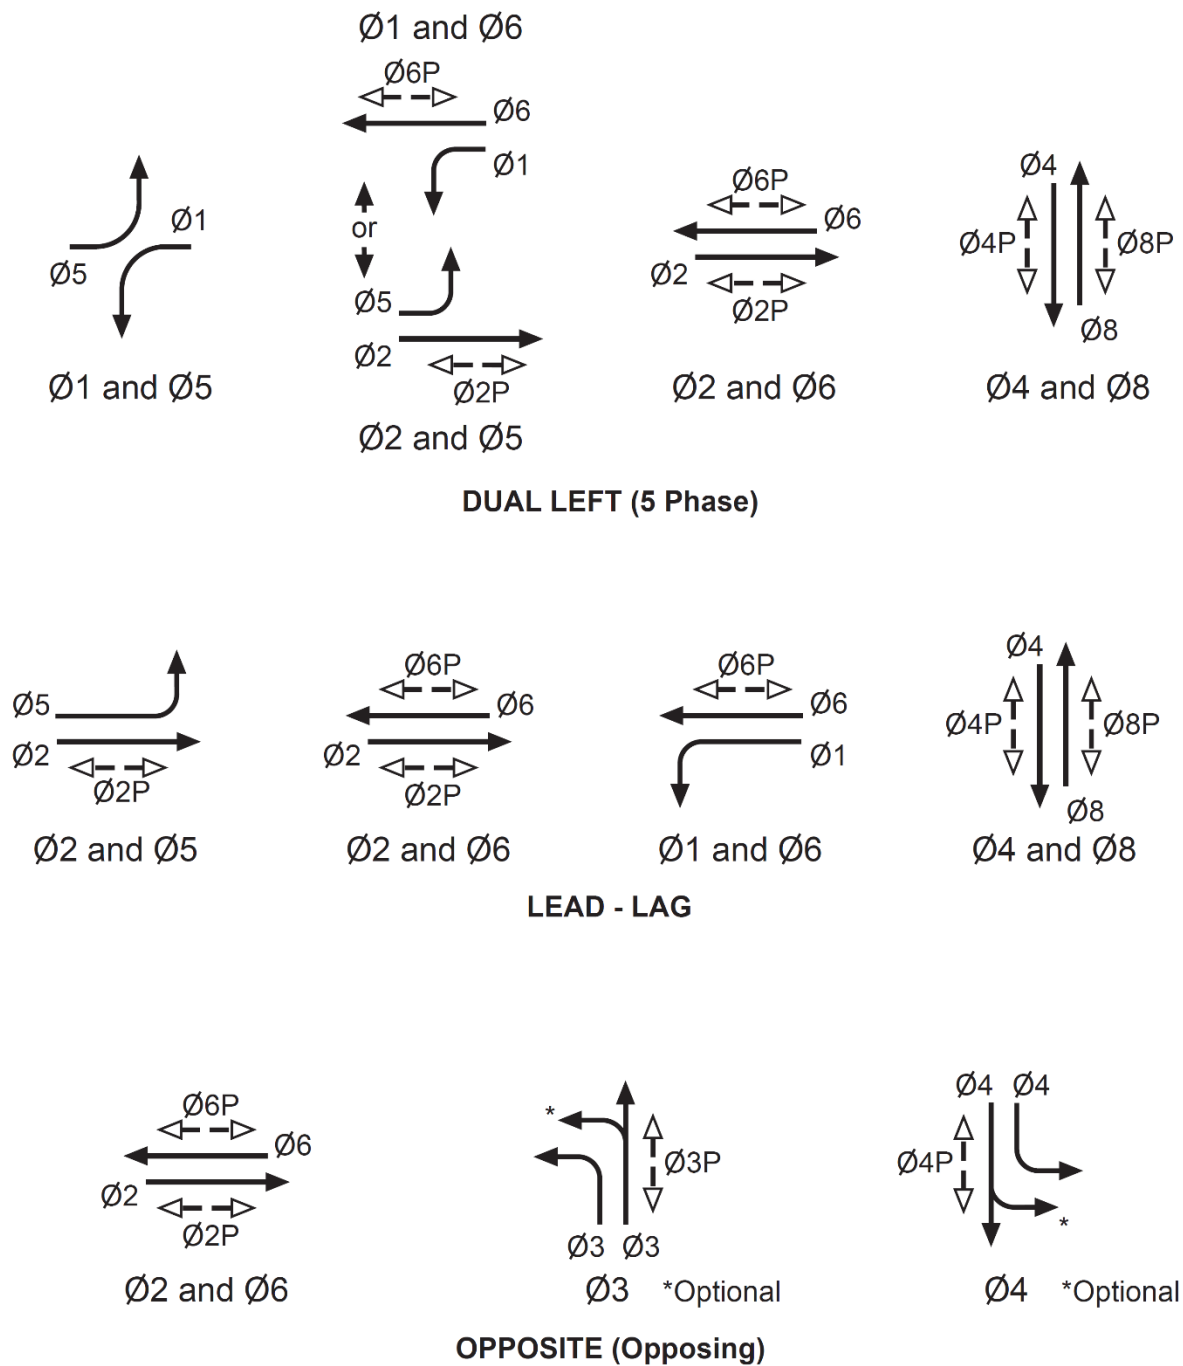 Ø1 and Ø6
Ø6P
Ø6
Ø1
or
Ø5
Ø2
Ø2P
Ø2 and Ø5
Ø1
Ø5
Ø1 and Ø5
Ø6P
Ø6
Ø2
Ø2P
Ø2 and Ø6
Ø4
Ø4P
Ø8P
Ø8
Ø4 and Ø8
DUAL LEFT (5 Phase)
Ø5
Ø2
Ø2P
Ø2 and Ø5
Ø6P
Ø6
Ø2
Ø2P
Ø2 and Ø6
Ø6P
Ø6
Ø1
Ø1 and Ø6
Ø4
Ø4P
Ø8P
Ø8
Ø4 and Ø8
LEAD - LAG
Ø6P
Ø6
Ø2
Ø2P
Ø2 and Ø6
*
Ø3P
Ø3 Ø3
Ø3 *Optional
Ø4 Ø4
Ø4P
*
Ø4 *Optional
OPPOSITE (Opposing)